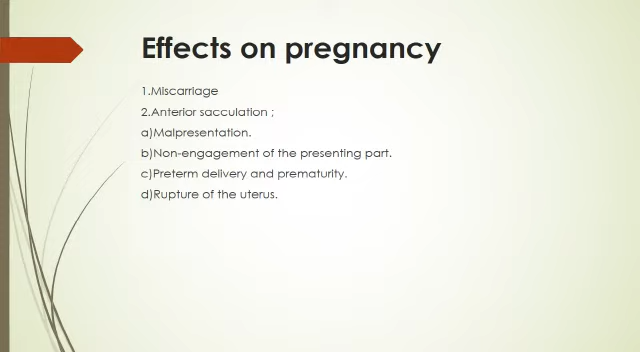 Effects on pregnancy
1.Miscarriage
2.Anterior sacculation ;
a)Malpresentation.
b)Non-engagement of the presenting part.
c)Preterm delivery and prematurity.
d)Rupture of the uterus.